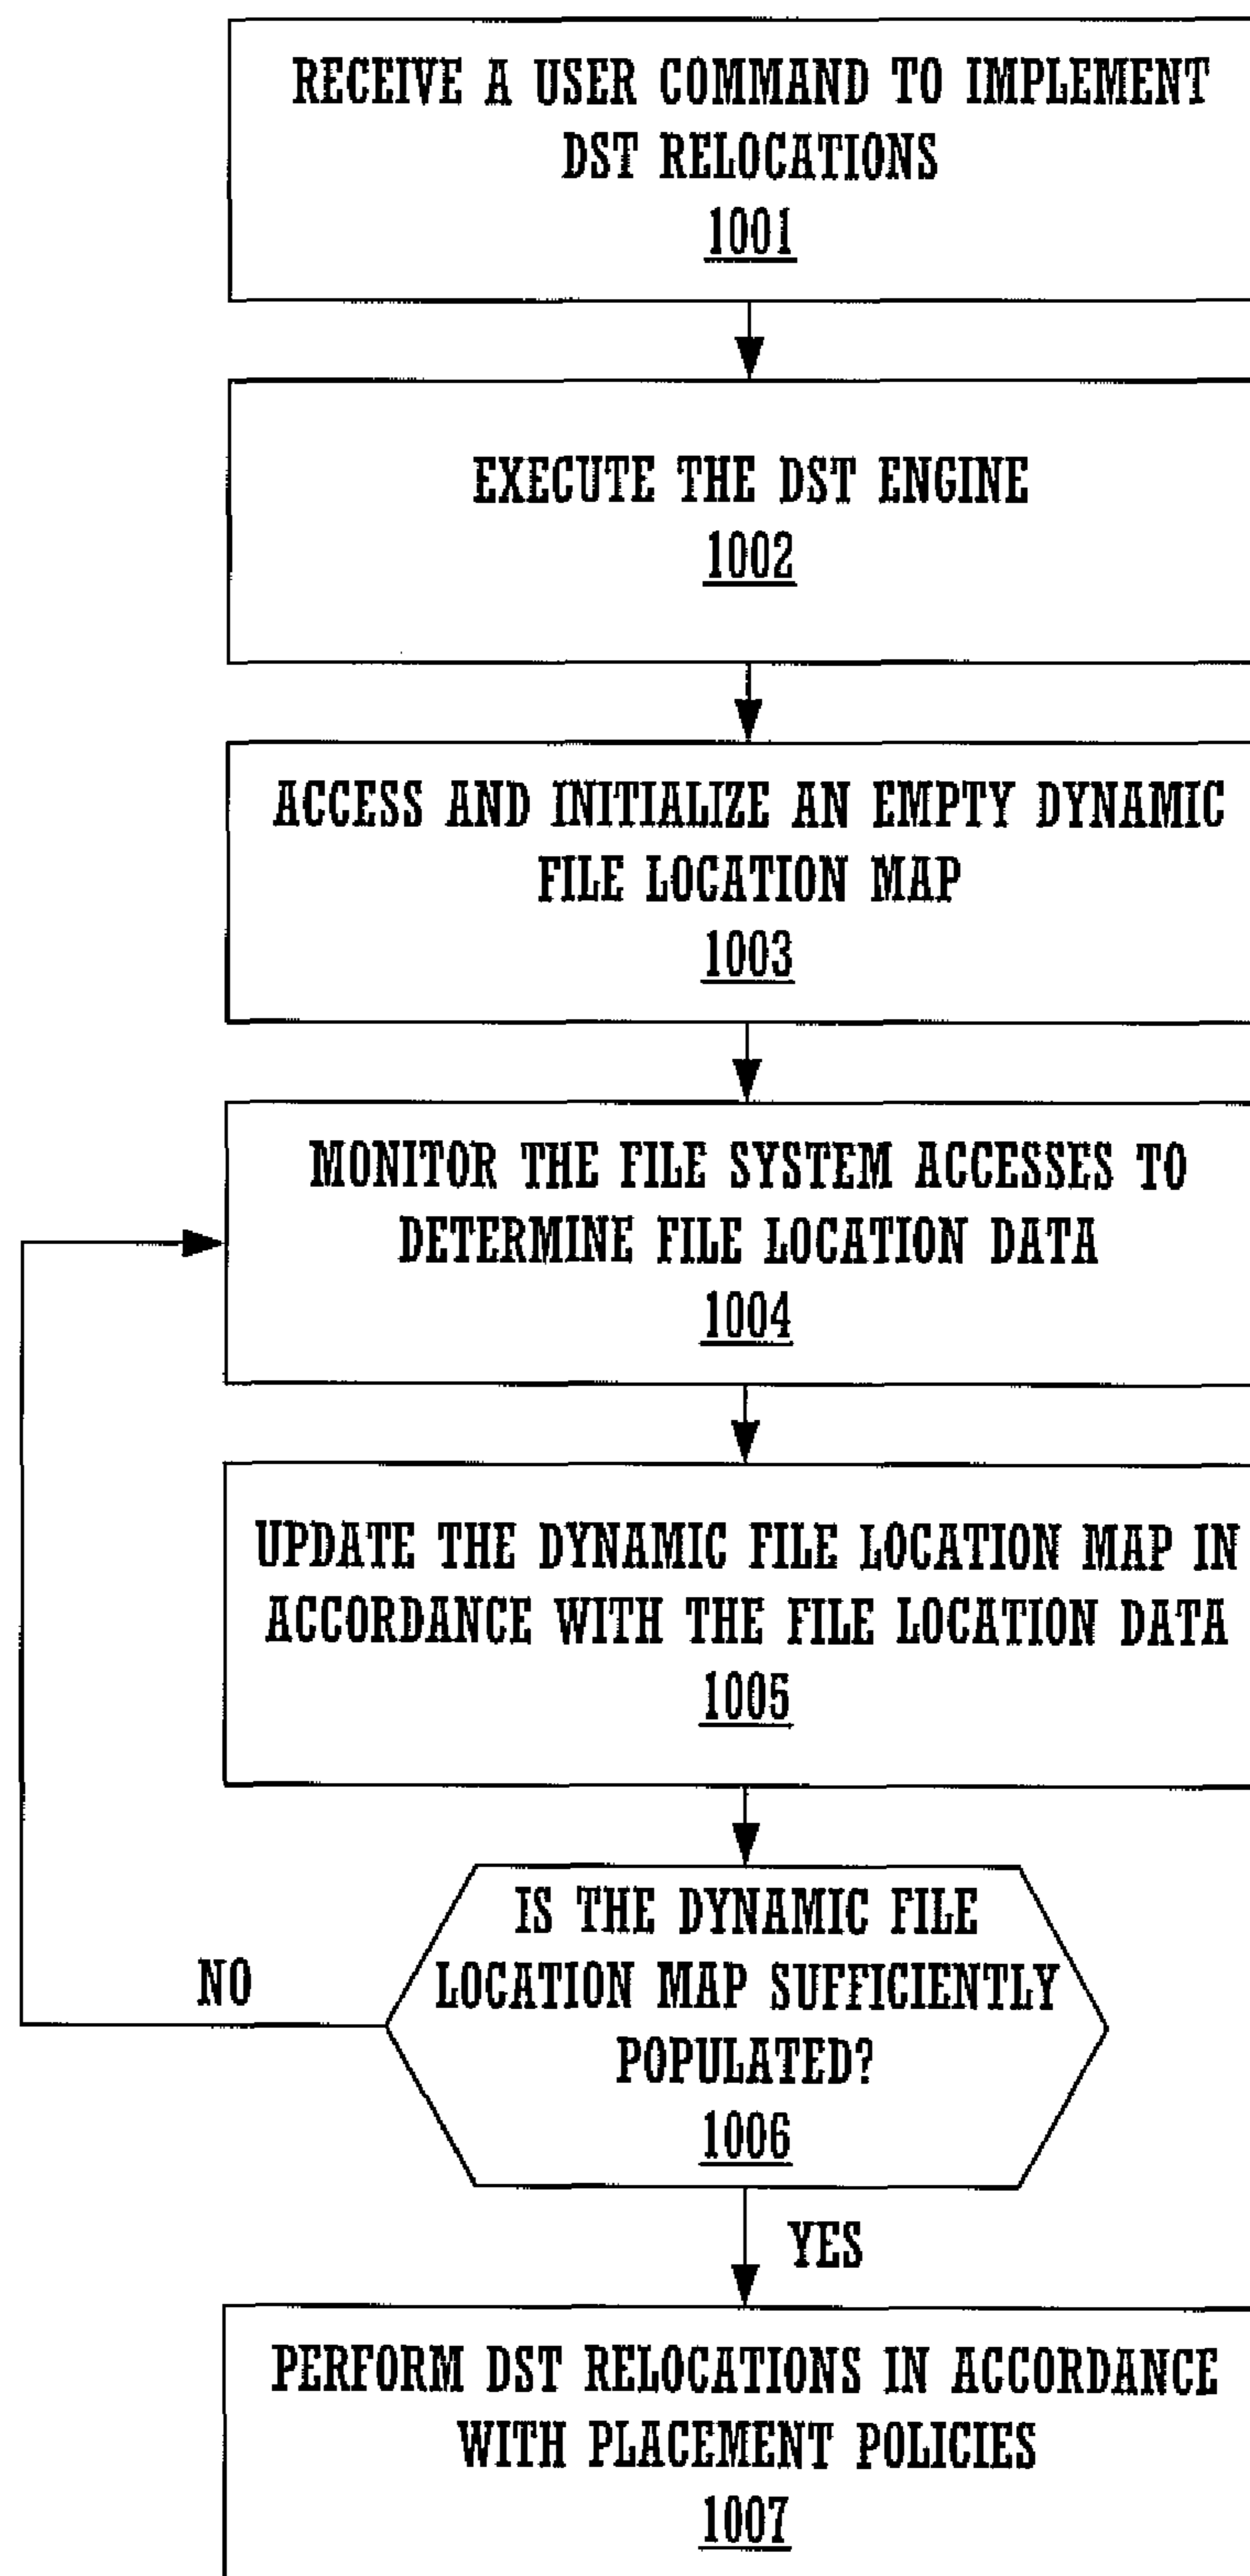 RECEIVE A USER COMMAND TO IMPLEMENT
DST RELOCATIONS
1001
EXECUTE THE DST ENGINE
1002
ACCESS AND INITIALIZE AN EMPTY DYNAMIC
FILE LOCATION MAP
1003
MONITOR THE FILE SYSTEM ACCESSES TO
DETERMINE FILE LOCATION DATA
1004
UPDATE THE DYNAMIC FILE LOCATION MAP IN
ACCORDANCE WITH THE FILE LOCATION DATA
1005
IS THE DYNAMIC FILE
LOCATION MAP SUFFICIENTLY
POPULATED?
1006
NO
YES
PERFORM DST RELOCATIONS IN ACCORDANCE
WITH PLACEMENT POLICIES
1007